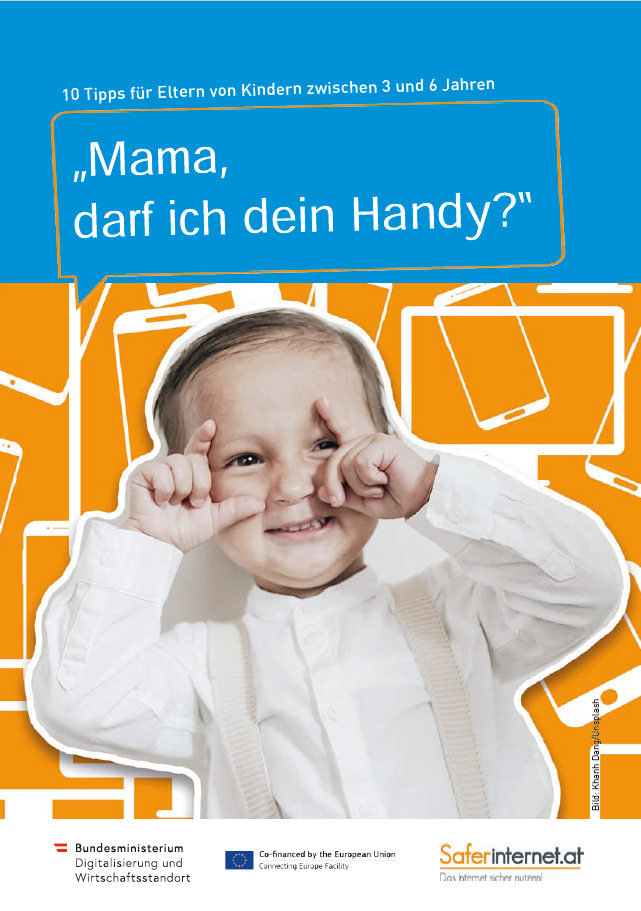 10 Tipps für Eltern von Kindern zwischen 3 und 6 Jahren
„Mama,
darf ich dein Handy?“
Bild: Khanh Dang/Unsplash
Bundesministerium
Digitalisierung und
Wirtschaftsstandort
Co-financed by the European Union
Connecting Europe Facility
Saferinternet.at
Das Internet sicher nutzen!